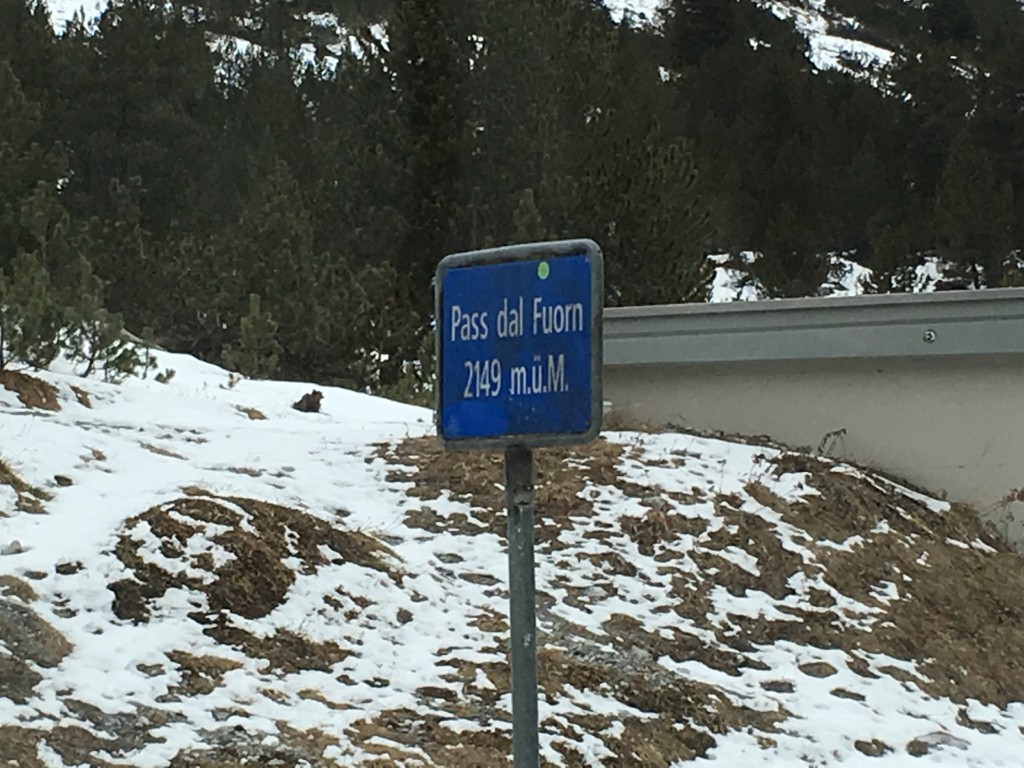 Pass dal Fuorn
2149 m.ü.M.